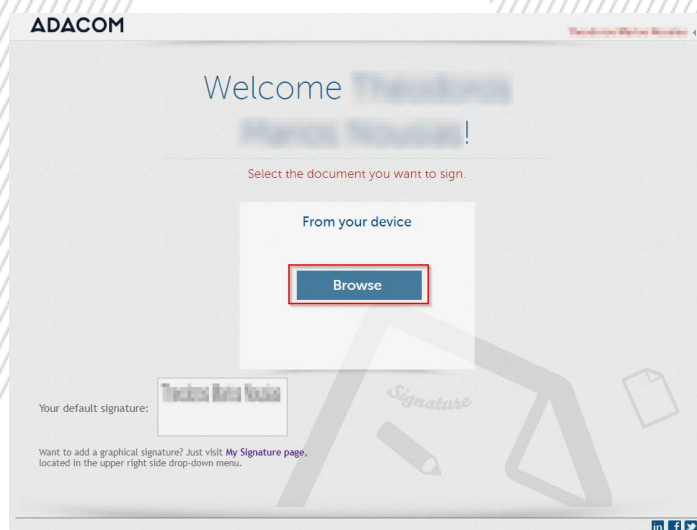 ADACOM
Welcome
!
Select the document you want to sign.
From your device
Browse
Signature
Your default signature:
Want to add a graphical signature? Just visit My Signature page,
located in the upper right side drop-down menu.
in f